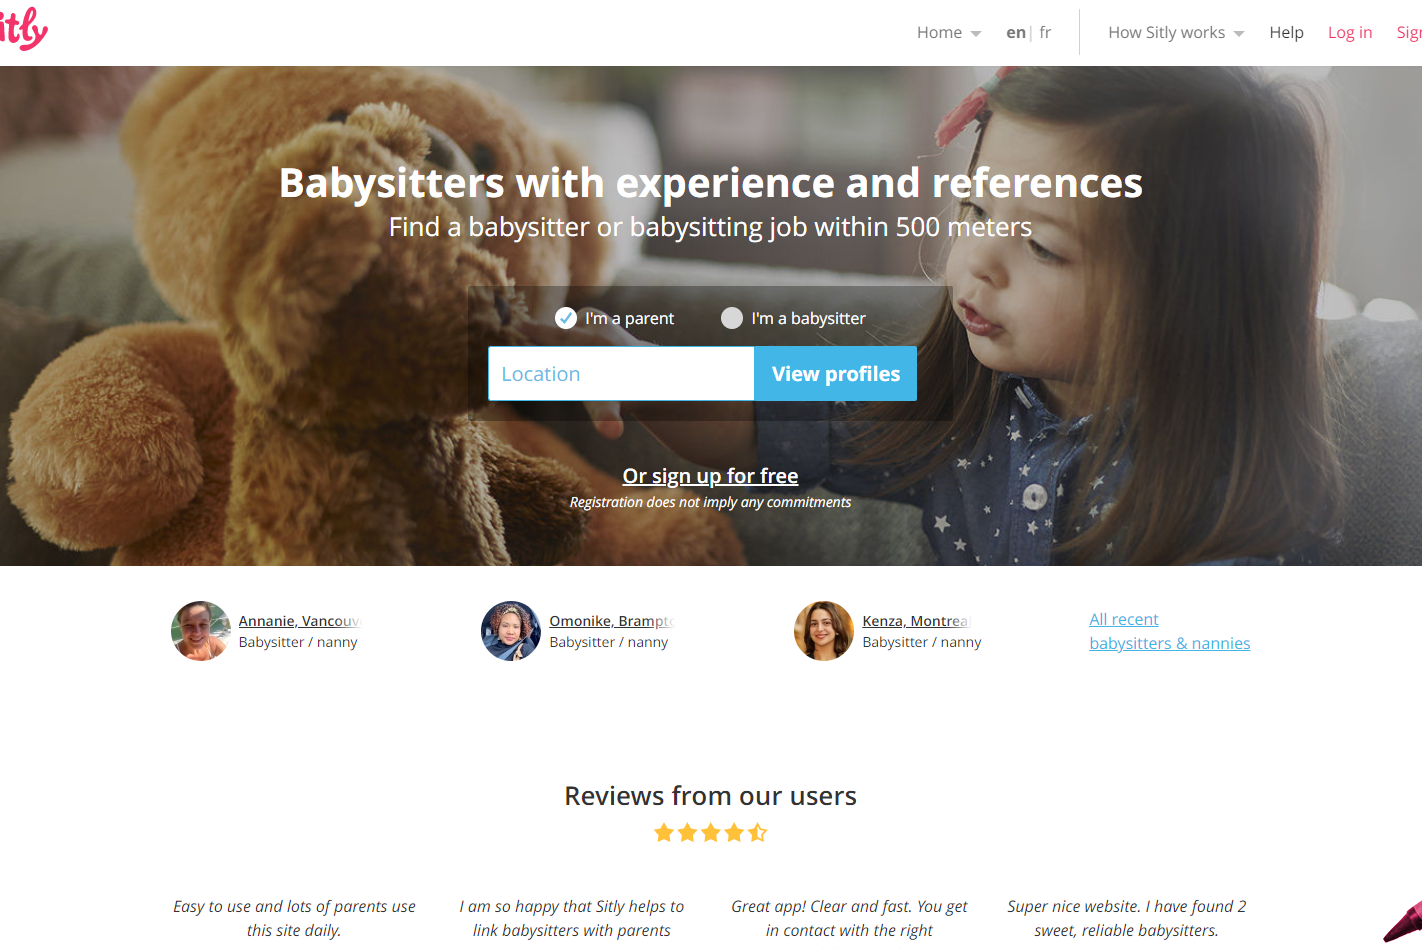 itly
Home en | fr How Sitly works Help Log in
Babysitters with experience and references
Find a babysitter or babysitting job within 500 meters
I'm a parent I'm a babysitter
Location View profiles
Or sign up for free
Registration does not imply any commitments
Annanie, Vancouv
Babysitter / nanny
Omonike, Brampto
Babysitter / nanny
Kenza, Montreal
Babysitter / nanny
All recent
babysitters & nannies
Reviews from our users
Easy to use and lots of parents use
this site daily.
I am so happy that Sitly helps to
link babysitters with parents
Great app! Clear and fast. You get
in contact with the right
Super nice website. I have found 2
sweet, reliable babysitters.